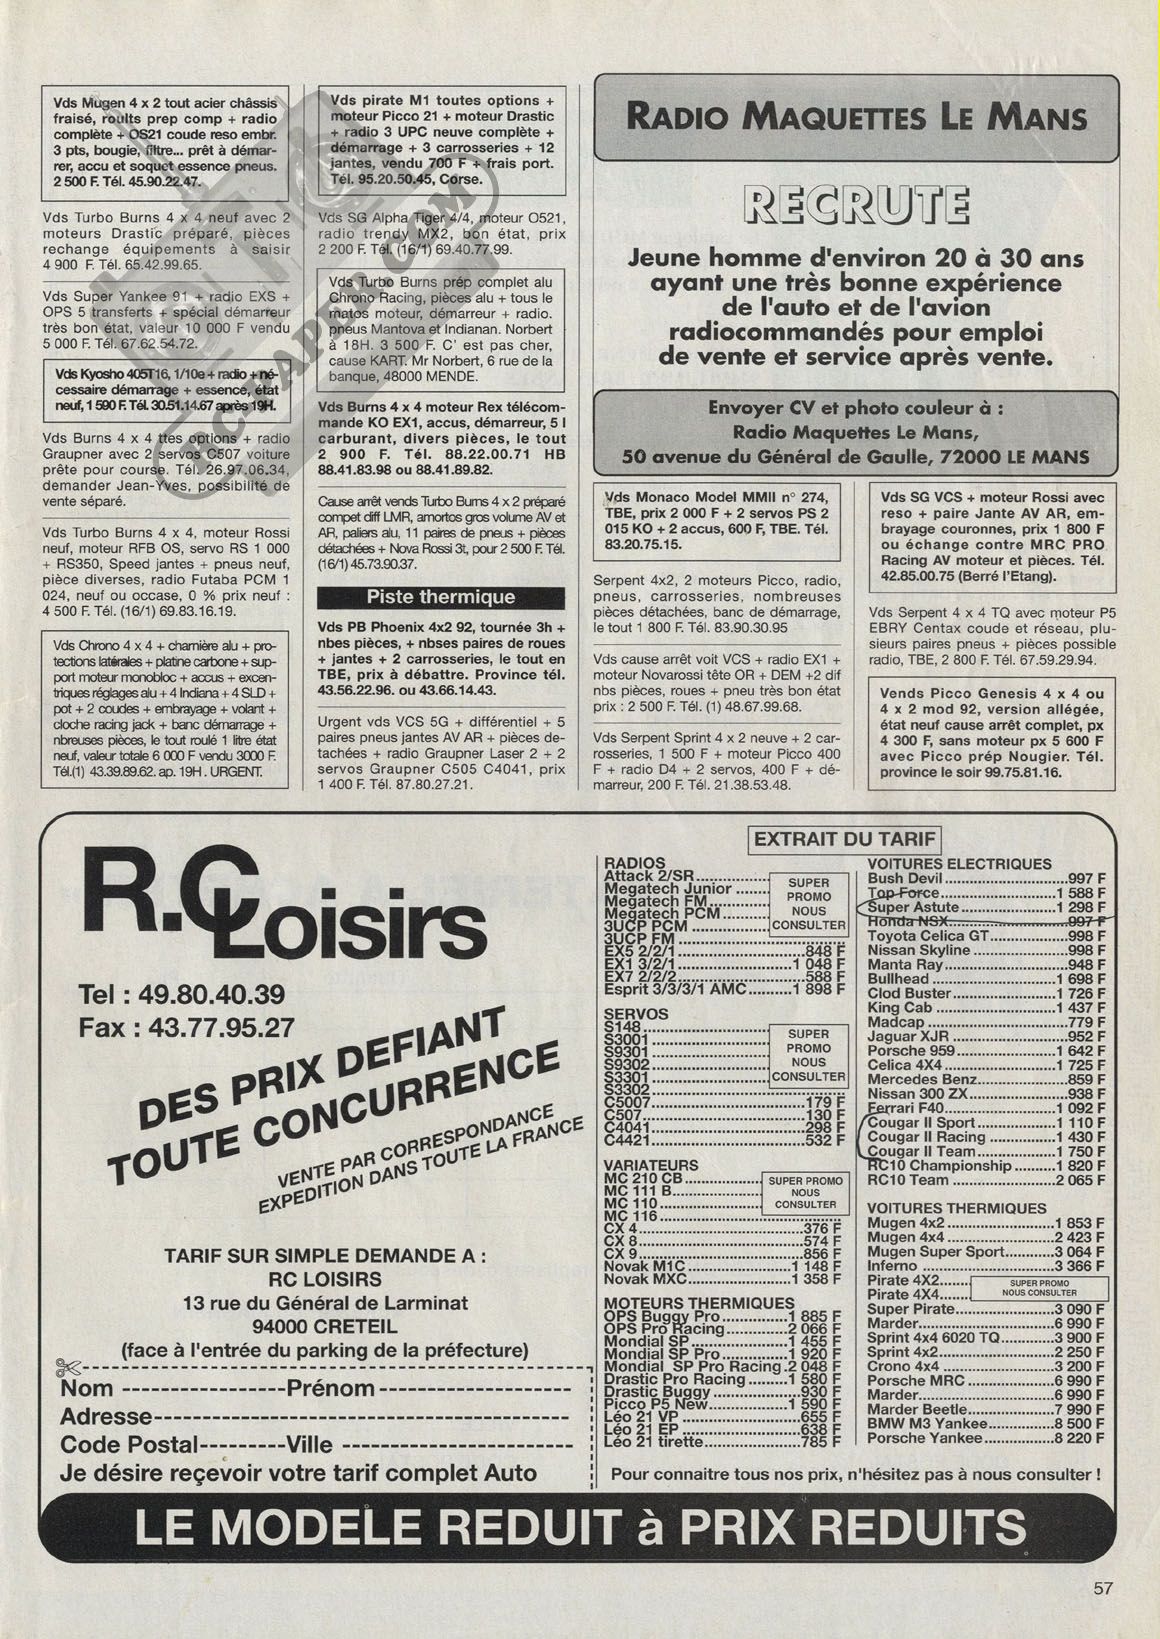 Vds Mugen 4 x 2 tout acier châssis
fraisé, roults prep comp + radio
complète + OS21 coude reso embr.
3 pts, bougie, filtre... prêt à démar-
rer, accu et soquet essence pneus.
2 500 F. Tél. 45.90.22.47.
Vds Turbo Burns 4 x 4 neuf avec 2
moteurs Drastic préparé, pièces
rechange équipements à saisir
4 900 F. Tél. 65.42.99.65.
Vds Super Yankee 91 + radio EXS +
OPS 5 transferts + spécial démarreur
très bon état, valeur 10 000 F vendu
5 000 F. Tél. 67.62.54.72.
Vds Kyosho 405T16, 1/10e + radio + né-
cessaire démarrage + essence, état
neuf, 1 590 F. Tél. 30.51.14.67 après 19H.
Vds Burns 4 x 4 ttes options + radio
Graupner avec 2 servos C507 voiture
prête pour course. Tél. 26.97.06.34,
demander Jean-Yves, possibilité de
vente séparé.
Vds Turbo Burns 4 x 4, moteur Rossi
neuf, moteur RFB OS, servo RS 1 000
+ RS350, Speed jantes + pneus neuf,
pièce diverses, radio Futaba PCM 1
024, neuf ou occase, 0 % prix neuf :
4 500 F. Tél. (16/1) 69.83.16.19.
Vds Chrono 4 x 4 + charnière alu + pro-
tections latérales + platine carbone + sup-
port moteur monobloc + accus + excen-
triques réglages alu + 4 Indiana + 4 SLD +
pot + 2 coudes + embrayage + volant +
cloche racing jack + banc démarrage +
nbreuses pièces, le tout roulé 1 litre état
neuf, valeur totale 6 000 F vendu 3000 F.
Tél.(1) 43.39.89.62. ap. 19H . URGENT.
Vds pirate M1 toutes options +
moteur Picco 21 + moteur Drastic
+ radio 3 UPC neuve complète +
démarrage + 3 carrosseries + 12
jantes, vendu 700 F + frais port.
Tél. 95.20.50.45, Corse.
Vds SG Alpha Tiger 4/4, moteur O521,
radio trendy MX2, bon état, prix
2 200 F. Tél. (16/1) 69.40.77.99.
Vds Turbo Burns prép complet alu
Chrono Racing, pièces alu + tous le
matos moteur, démarreur + radio.
pneus Mantova et Indianan. Norbert
à 18H. 3 500 F. C' est pas cher,
cause KART. Mr Norbert, 6 rue de la
banque, 48000 MENDE.
Vds Burns 4 x 4 moteur Rex télécom-
mande KO EX1, accus, démarreur, 5 l
carburant, divers pièces, le tout
2 900 F. Tél. 88.22.00.71 HB
88.41.83.98 ou 88.41.89.82.
Cause arrêt vends Turbo Burns 4 x 2 préparé
compet diff LMR, amortos gros volume AV et
AR, paliers alu, 11 paires de pneus + pièces
détachées + Nova Rossi 3t, pour 2 500 F. Tél.
(16/1) 45.73.90.37.
Piste thermique
Vds PB Phoenix 4x2 92, tournée 3h +
nbes pièces, + nbses paires de roues
+ jantes + 2 carrosseries, le tout en
TBE, prix à débattre. Province tél.
43.56.22.96. ou 43.66.14.43.
Urgent vds VCS 5G + différentiel + 5
paires pneus jantes AV AR + pièces de-
tachées + radio Graupner Laser 2 + 2
servos Graupner C505 C4041, prix
1 400 F. Tél. 87.80.27.21.
RADIO MAQUETTES LE MANS
RECRUTE
Jeune homme d'environ 20 à 30 ans
ayant une très bonne expérience
de l'auto et de l'avion
radiocommandés pour emploi
de vente et service après vente.
Envoyer CV et photo couleur à :
Radio Maquettes Le Mans,
50 avenue du Général de Gaulle, 72000 LE MANS
Vds Monaco Model MMII n° 274,
TBE, prix 2 000 F + 2 servos PS 2
015 KO + 2 accus, 600 F, TBE. Tél.
83.20.75.15.
Serpent 4x2, 2 moteurs Picco, radio,
pneus, carrosseries, nombreuses
pièces détachées, banc de démarrage,
le tout 1 800 F. Tél. 83.90.30.95
Vds cause arrêt voit VCS + radio EX1 +
moteur Novarossi tête OR + DEM +2 dif
nbs pièces, roues + pneu très bon état
prix : 2 500 F. Tél. (1) 48.67.99.68.
Vds Serpent Sprint 4 x 2 neuve + 2 car-
rosseries, 1 500 F + moteur Picco 400
F + radio D4 + 2 servos, 400 F + dé-
marreur, 200 F. Tél. 21.38.53.48.
Vds SG VCS + moteur Rossi avec
reso + paire Jante AV AR, em-
brayage couronnes, prix 1 800 F
ou échange contre MRC PRO
Racing AV moteur et pièces. Tél.
42.85.00.75 (Berré l'Etang).
Vds Serpent 4 x 4 TQ avec moteur P5
EBRY Centax coude et réseau, plu-
sieurs paires pneus + pièces possible
radio, TBE, 2 800 F. Tél. 67.59.29.94.
Vends Picco Genesis 4 x 4 ou
4 x 2 mod 92, version allégée,
état neuf cause arrêt complet, px
4 300 F, sans moteur px 5 600 F
avec Picco prép Nougier. Tél.
province le soir 99.75.81.16.
RC-PAPER.COM
R.C Loisirs
Tel : 49.80.40.39
Fax : 43.77.95.27
DES PRIX DEFIANT
TOUTE CONCURRENCE
VENTE PAR CORRESPONDANCE
EXPEDITION DANS TOUTE LA FRANCE
TARIF SUR SIMPLE DEMANDE A :
RC LOISIRS
13 rue du Général de Larminat
94000 CRETEIL
(face à l'entrée du parking de la préfecture)
Nom -----------------Prénom --------------------
Adresse--------------------------------------------
Code Postal---------Ville ------------------------
Je désire reçevoir votre tarif complet Auto
EXTRAIT DU TARIF
RADIOS
Attack 2/SR
Megatech Junior
Megatech FM
Megatech PCM
3UCP PCM
3UCP FM
SUPER
PROMO
NOUS
CONSULTER
EX5 2/2/1 848 F
EX1 3/2/1 1 048 F
EX7 2/2/2 588 F
Esprit 3/3/3/1 AMC 1 898 F
SERVOS
S148
S3001
S9301
S9302
S3301
S3302
SUPER
PROMO
NOUS
CONSULTER
C5007 179 F
C507 130 F
C4041 298 F
C4421 532 F
VARIATEURS
MC 210 CB
MC 111 B
MC 110
MC 116
SUPER PROMO
NOUS
CONSULTER
CX 4 376 F
CX 8 574 F
CX 9 856 F
Novak M1C 1 148 F
Novak MXC 1 358 F
MOTEURS THERMIQUES
OPS Buggy Pro 1 885 F
OPS Pro Racing 2 066 F
Mondial SP 1 455 F
Mondial SP Pro 1 920 F
Mondial SP Pro Racing 2 048 F
Drastic Pro Racing 1 580 F
Drastic Buggy 930 F
Picco P5 New 1 590 F
Léo 21 VP 655 F
Léo 21 EP 638 F
Léo 21 tirette 785 F
VOITURES ELECTRIQUES
Bush Devil 997 F
Top Force 1 588 F
Super Astute 1 298 F
Honda NSX 997 F
Toyota Celica GT 998 F
Nissan Skyline 998 F
Manta Ray 948 F
Bullhead 1 698 F
Clod Buster 1 726 F
King Cab 1 437 F
Madcap 779 F
Jaguar XJR 952 F
Porsche 959 1 642 F
Celica 4X4 1 725 F
Mercedes Benz 859 F
Nissan 300 ZX 938 F
Ferrari F40 1 092 F
Cougar II Sport 1 110 F
Cougar II Racing 1 430 F
Cougar II Team 1 750 F
RC10 Championship 1 820 F
RC10 Team 2 065 F
VOITURES THERMIQUES
Mugen 4x2 1 853 F
Mugen 4x4 2 423 F
Mugen Super Sport 3 064 F
Inferno 3 366 F
Pirate 4X2
Pirate 4X4
SUPER PROMO
NOUS CONSULTER
Super Pirate 3 090 F
Marder 6 990 F
Sprint 4x4 6020 TQ 3 900 F
Sprint 4x2 2 250 F
Crono 4x4 3 200 F
Porsche MRC 6 990 F
Marder 6 990 F
Marder Beetle 7 990 F
BMW M3 Yankee 8 500 F
Porsche Yankee 8 220 F
Pour connaitre tous nos prix, n'hésitez pas à nous consulter !
LE MODELE REDUIT à PRIX REDUITS
57